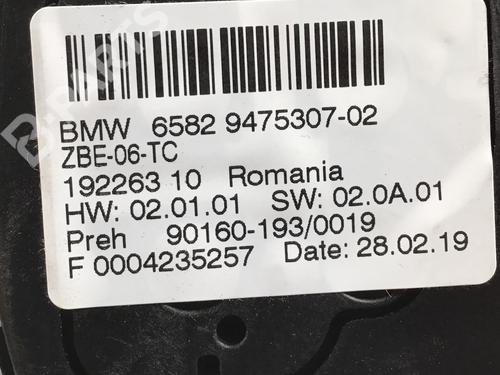 BMW 6582 9475307-02
ZBE-06-TC
192263 10 Romania
HW: 02.01.01 SW: 02.0A.01
Preh 90160-193/0019
F 0004235257 Date: 28.02.19